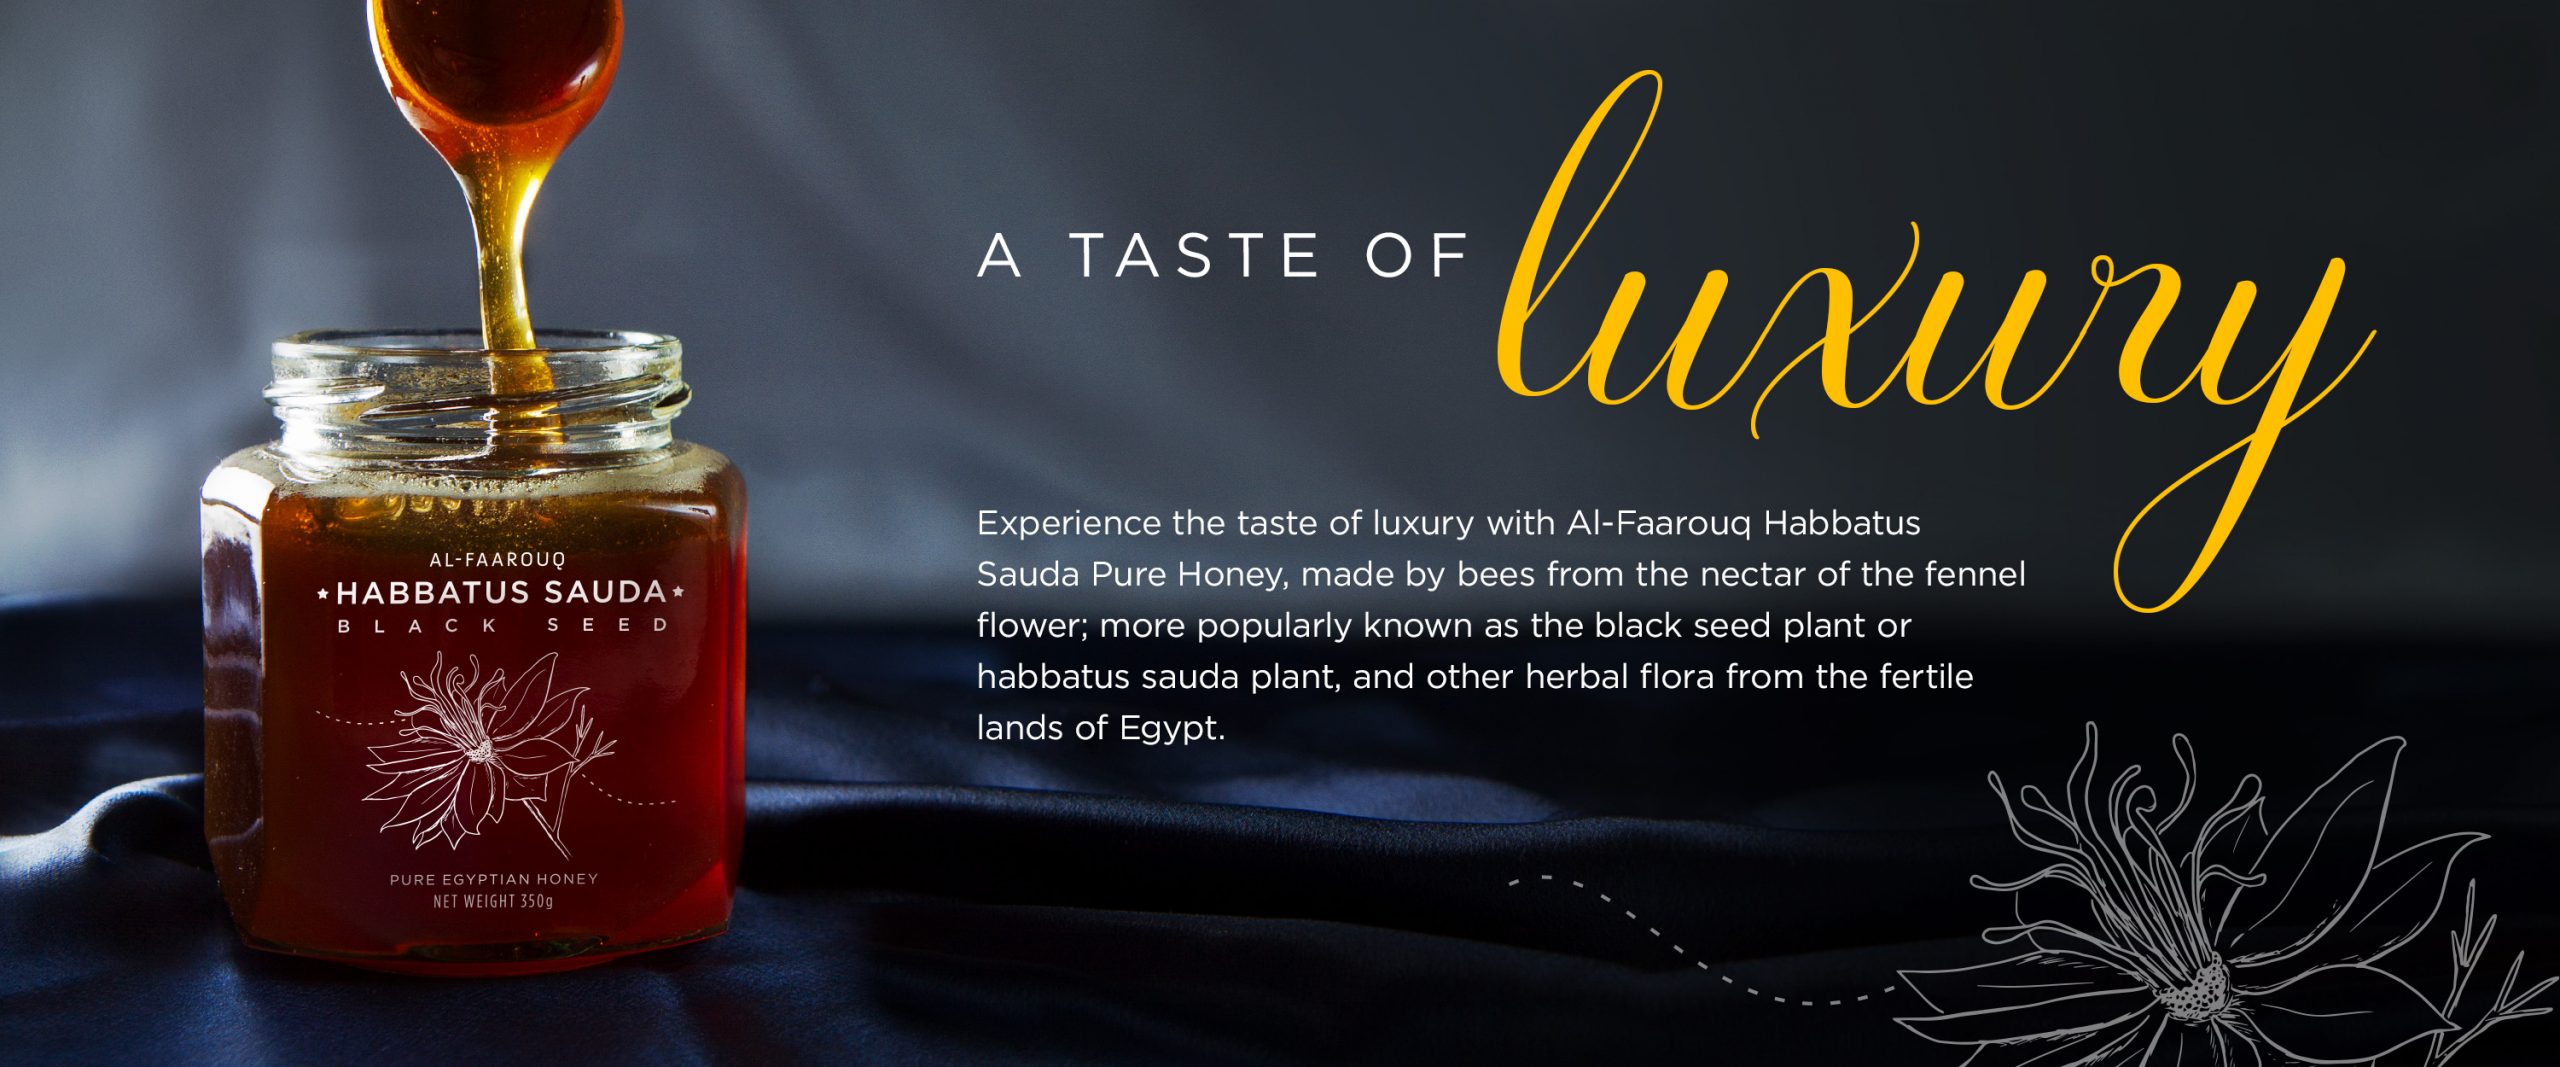 A TASTE OF luxury
Experience the taste of luxury with Al-Faarouq Habbatus
Sauda Pure Honey, made by bees from the nectar of the fennel
flower; more popularly known as the black seed plant or
habbatus sauda plant, and other herbal flora from the fertile
lands of Egypt.
AL-FAAROUQ
HABBATUS SAUDA
BLACK SEED
PURE EGYPTIAN HONEY
NET WEIGHT 350g